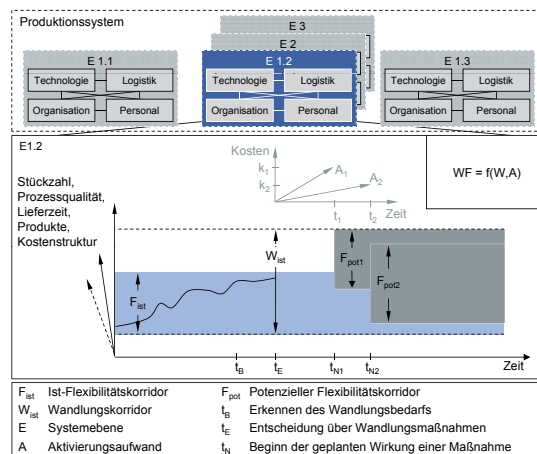 Produktionssystem
E 3
E 2
E 1.1
E 1.2
E 1.3
Technologie Logistik
Organisation Personal
Technologie Logistik
Organisation Personal
Technologie Logistik
Organisation Personal
E1.2
Stückzahl,
Prozessqualität,
Lieferzeit,
Produkte,
Kostenstruktur
Kosten
k1
k2
A1
A2
t1
t2
Zeit
WF = f(W,A)
Fist
Wist
Fpot1
Fpot2
tB
tE
tN1
tN2
Zeit
Fist Ist-Flexibilitätskorridor
Wist Wandlungskorridor
E Systemebene
A Aktivierungsaufwand
Fpot Potenzieller Flexibilitätskorridor
tB Erkennen des Wandlungsbedarfs
tE Entscheidung über Wandlungsmaßnahmen
tN Beginn der geplanten Wirkung einer Maßnahme